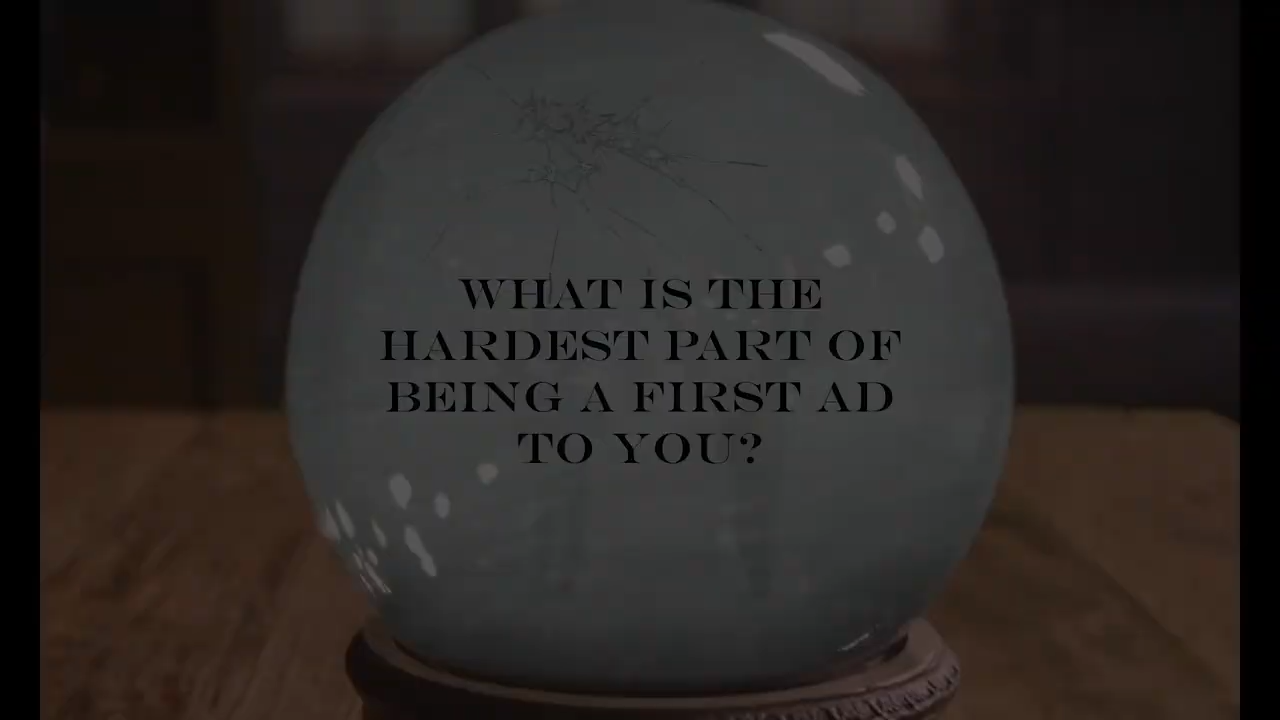 WHAT IS THE
HARDEST PART OF
BEING A FIRST AD
TO YOU?